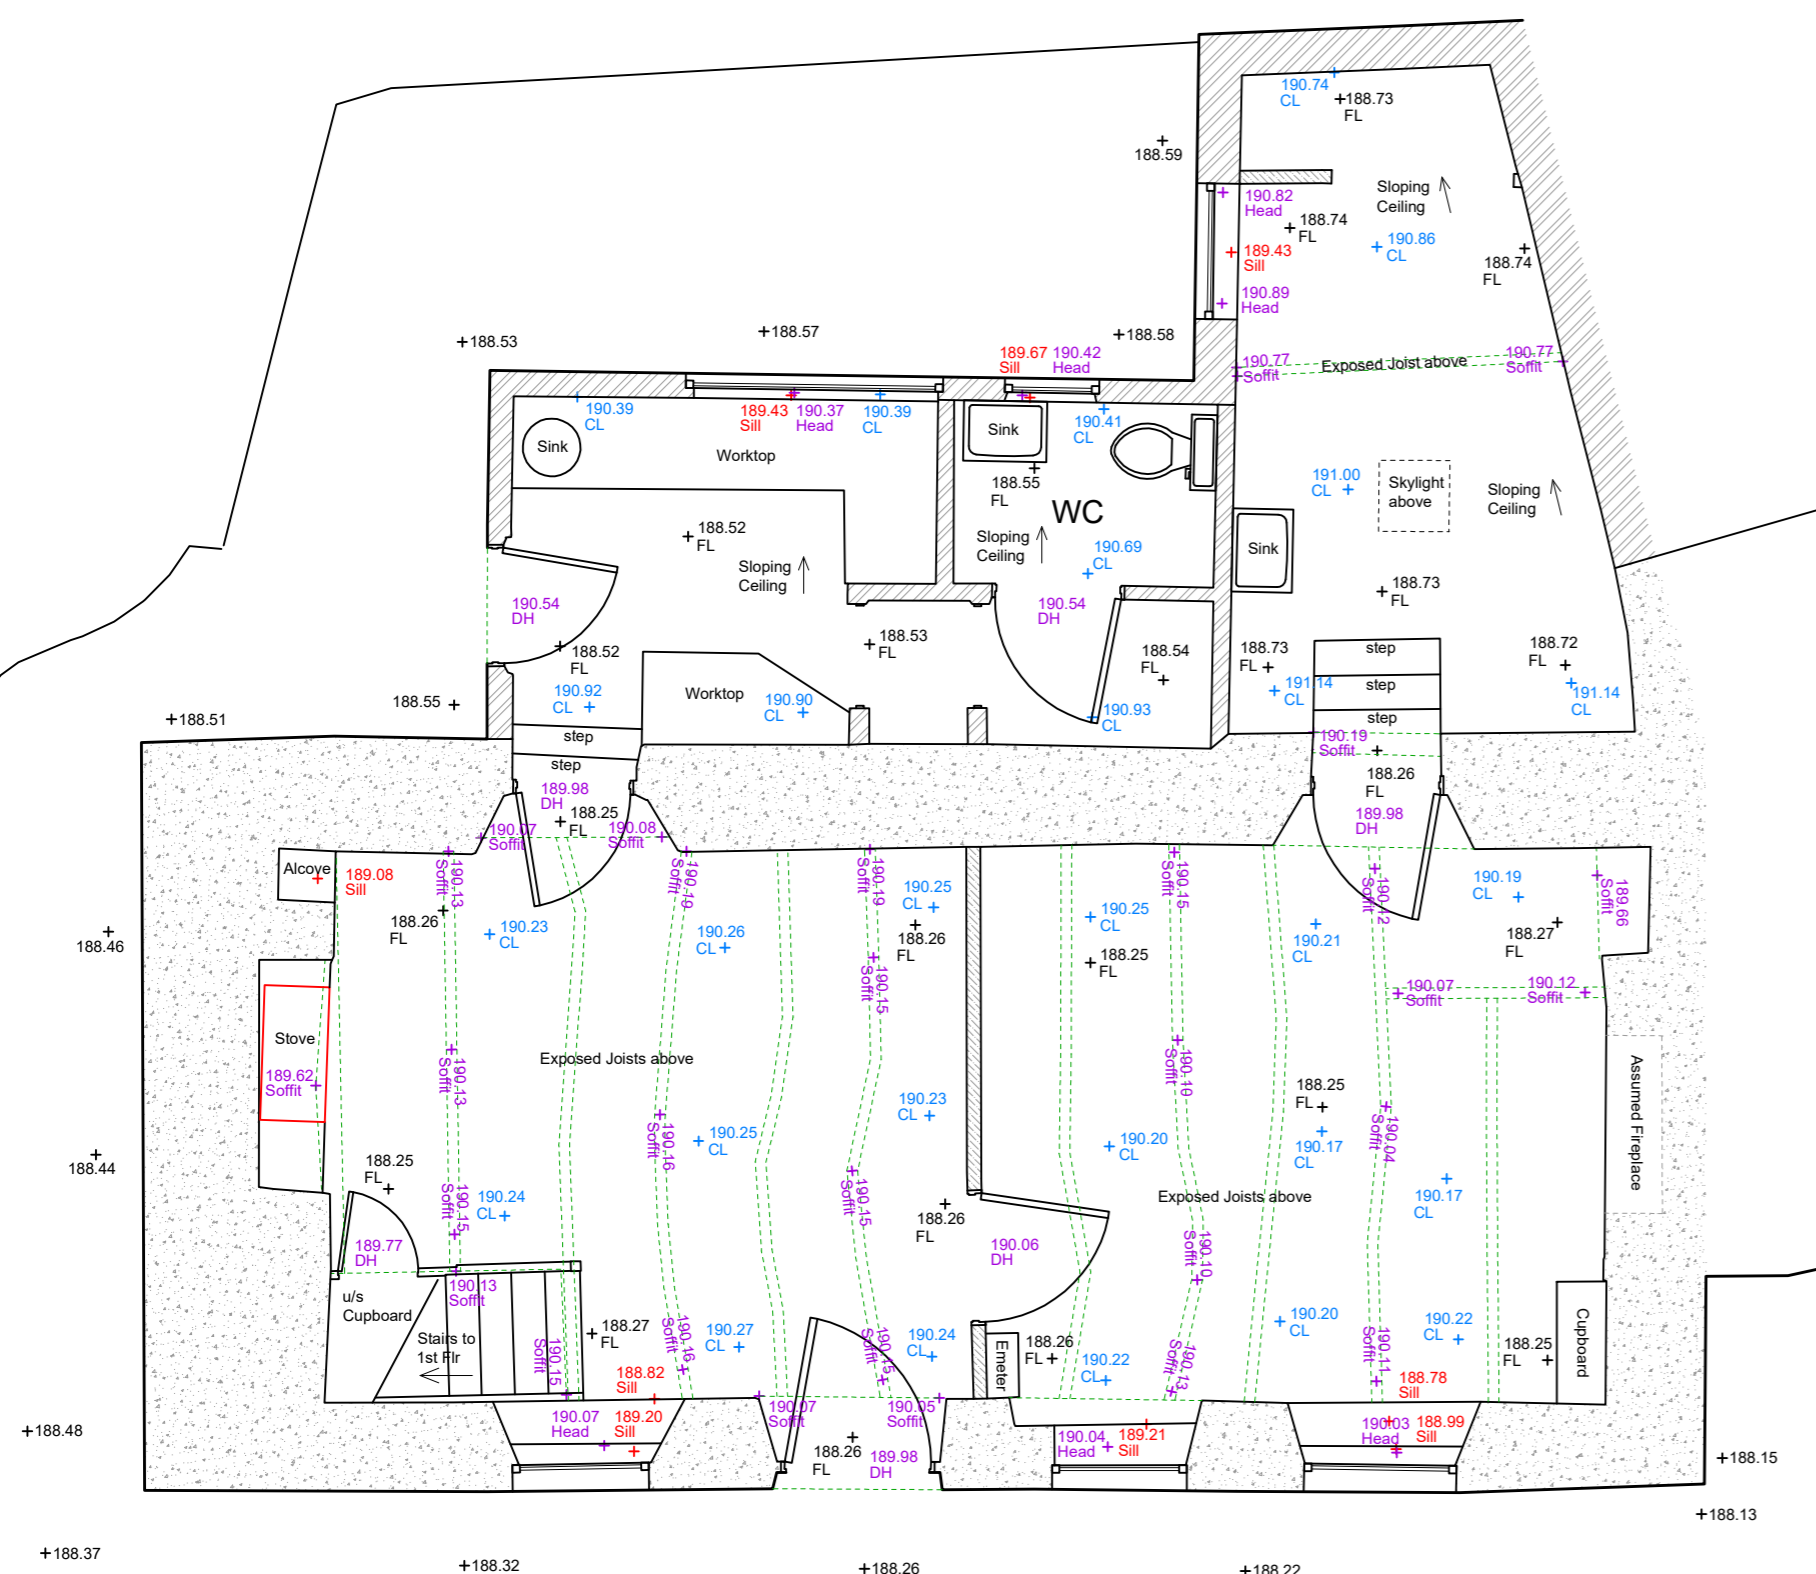 190.74
CL
188.73
FL
188.59
Sloping
Ceiling
190.82
Head
188.74
FL
190.86
CL
189.43
Sill
188.74
FL
190.89
Head
188.53
188.57
188.58
189.67
Sill
190.42
Head
190.77
Soffit
Exposed Joist above
190.77
Soffit
190.39
CL
189.43
Sill
190.37
Head
190.39
CL
190.41
CL
Sink
Worktop
Sink
188.55
FL
WC
191.00
CL
Skylight
above
Sloping
Ceiling
188.52
FL
Sloping
Ceiling
Sloping
Ceiling
190.69
CL
Sink
190.54
DH
190.54
DH
188.73
FL
188.52
FL
188.53
FL
188.54
FL
188.73
FL
step
188.72
FL
188.55
190.92
CL
Worktop
190.90
CL
190.93
CL
191.14
CL
step
191.14
CL
188.51
step
step
step
190.19
Soffit
188.26
FL
189.98
DH
188.25
FL
189.98
DH
190.07
Soffit
190.08
Soffit
Alcove
189.08
Sill
190.13
Soffit
190.19
Soffit
190.19
Soffit
190.25
CL
190.15
Soffit
190.12
Soffit
190.19
CL
189.66
Soffit
188.46
188.26
FL
190.23
CL
190.26
CL
188.26
FL
190.25
CL
188.25
FL
190.21
CL
188.27
FL
190.15
Soffit
190.07
Soffit
190.12
Soffit
Stove
Exposed Joists above
189.62
Soffit
190.13
Soffit
190.16
Soffit
190.25
CL
190.23
CL
190.10
Soffit
188.25
FL
190.20
CL
190.17
CL
190.04
Soffit
Assumed Fireplace
188.44
188.25
FL
190.15
Soffit
190.24
CL
190.15
Soffit
188.26
FL
Exposed Joists above
190.17
CL
189.77
DH
190.06
DH
190.10
Soffit
190.13
Soffit
u/s
Cupboard
Stairs to
1st Flr
190.15
Soffit
188.27
FL
190.16
Soffit
190.27
CL
190.15
Soffit
190.24
CL
Emeter
188.26
FL
190.22
CL
190.13
Soffit
190.20
CL
190.11
Soffit
190.22
CL
188.25
FL
Cupboard
188.82
Sill
188.78
Sill
190.07
Head
189.20
Sill
190.07
Soffit
190.05
Soffit
188.26
FL
189.98
DH
190.04
Head
189.21
Sill
190.03
Head
188.99
Sill
188.48
188.15
188.13
188.37
188.32
188.26
188.22